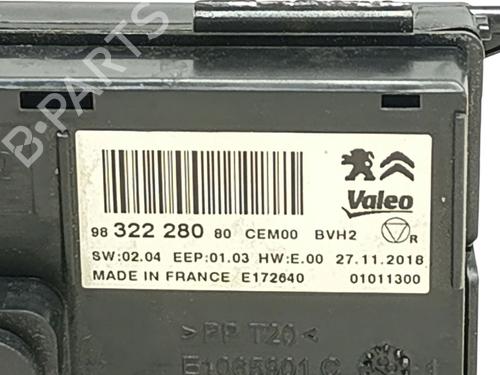 B-PARTS
Valeo
98 322 280 80 CEM00 BVH2 R
SW:02.04 EEP:01.03 HW:E.00 27.11.2018
MADE IN FRANCE E172640 01011300
>PP T20<